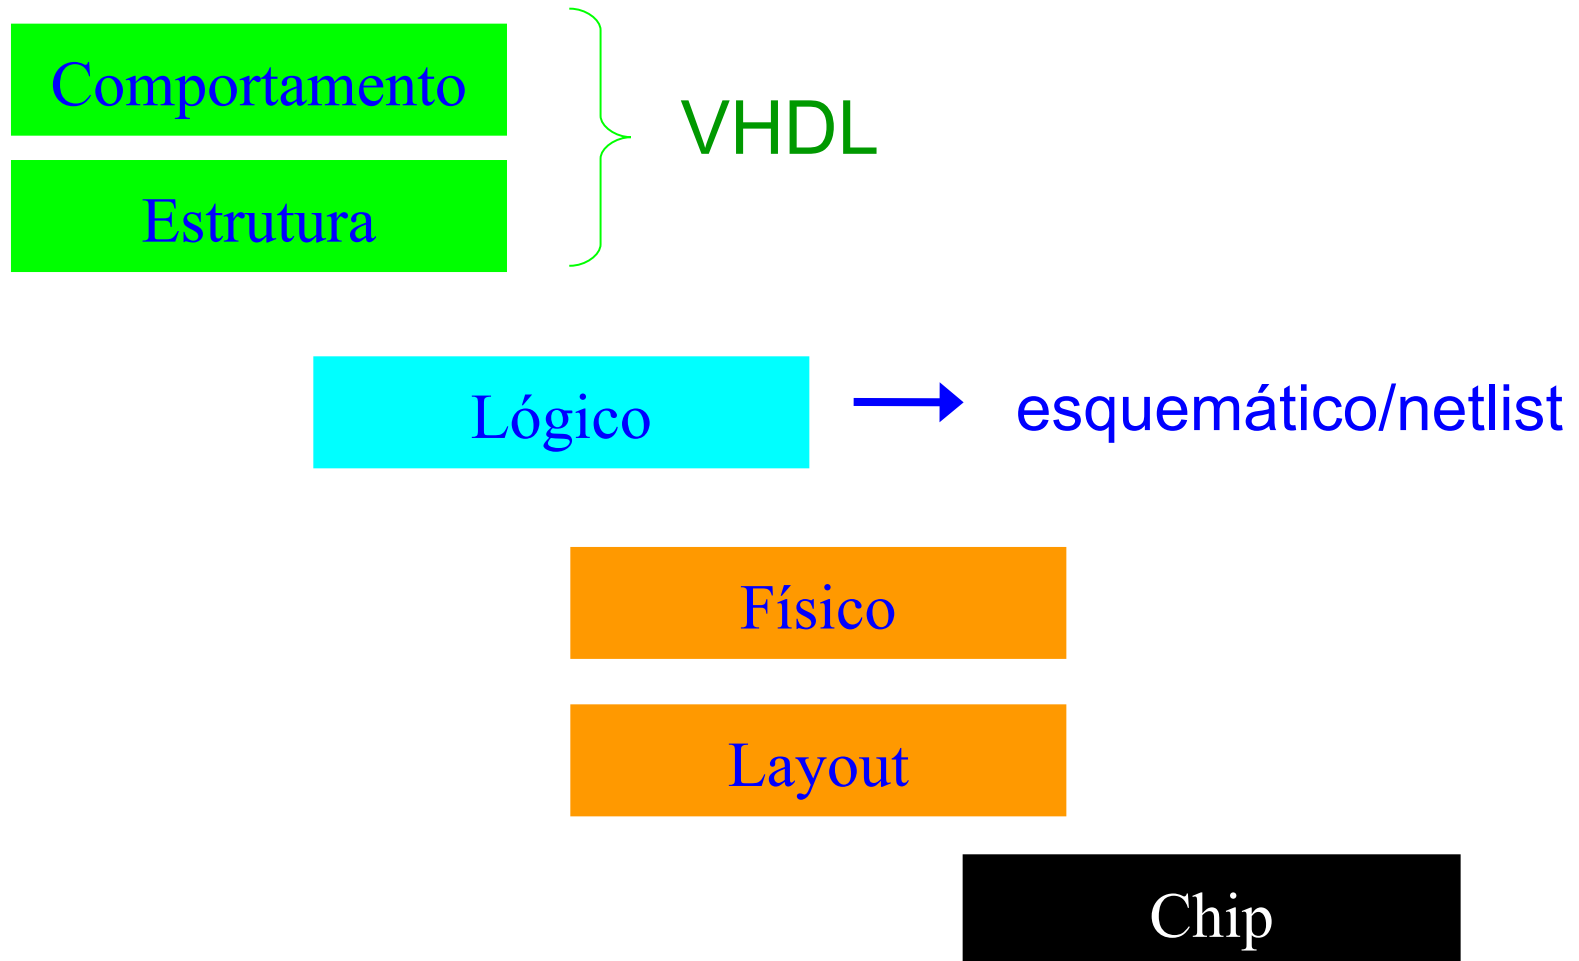 Comportamento
VHDL
Estrutura
Lógico
esquemático/netlist
Físico
Layout
Chip